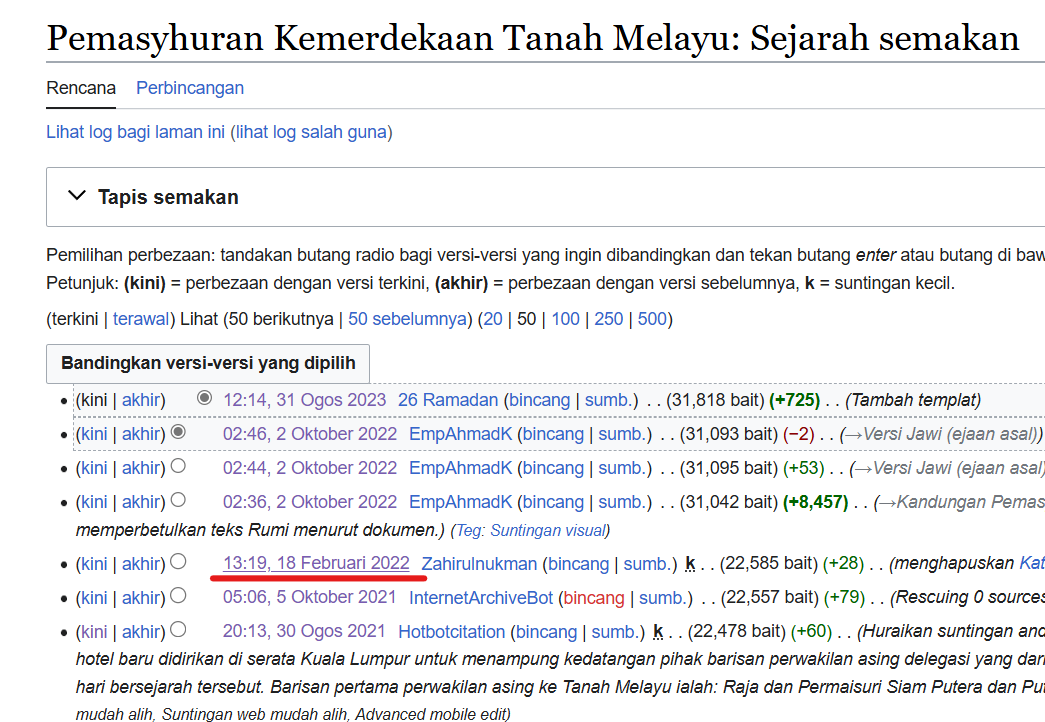 Pemasyhuran Kemerdekaan Tanah Melayu: Sejarah semakan
Rencana Perbincangan
Lihat log bagi laman ini (lihat log salah guna)
Tapis semakan
Pemilihan perbezaan: tandakan butang radio bagi versi-versi yang ingin dibandingkan dan tekan butang enter atau butang di baw
Petunjuk: (kini) = perbezaan dengan versi terkini, (akhir) = perbezaan dengan versi sebelumnya, k = suntingan kecil.
(terkini | terawal) Lihat (50 berikutnya | 50 sebelumnya) (20 | 50 | 100 | 250 | 500)
Bandingkan versi-versi yang dipilih
(kini | akhir) 12:14, 31 Ogos 2023 26 Ramadan (bincang | sumb.) . . (31,818 bait) (+725) . . (Tambah templat)
(kini | akhir) 02:46, 2 Oktober 2022 EmpAhmadK (bincang | sumb.) . . (31,093 bait) (−2) . . (→Versi Jawi (ejaan asal))
(kini | akhir) 02:44, 2 Oktober 2022 EmpAhmadK (bincang | sumb.) . . (31,095 bait) (+53) . . (→Versi Jawi (ejaan asal)
(kini | akhir) 02:36, 2 Oktober 2022 EmpAhmadK (bincang | sumb.) . . (31,042 bait) (+8,457) . . (→Kandungan Pemas
memperbetulkan teks Rumi menurut dokumen.) (Teg: Suntingan visual)
(kini | akhir) 13:19, 18 Februari 2022 Zahirulnukman (bincang | sumb.) k . . (22,585 bait) (+28) . . (menghapuskan Kat
(kini | akhir) 05:06, 5 Oktober 2021 InternetArchiveBot (bincang | sumb.) . . (22,557 bait) (+79) . . (Rescuing 0 sources
(kini | akhir) 20:13, 30 Ogos 2021 Hotbotcitation (bincang | sumb.) k . . (22,478 bait) (+60) . . (Huraikan suntingan and
hotel baru didirikan di serata Kuala Lumpur untuk menampung kedatangan pihak barisan perwakilan asing delegasi yang dari
hari bersejarah tersebut. Barisan pertama perwakilan asing ke Tanah Melayu ialah: Raja dan Permaisuri Siam Putera dan Put
mudah alih, Suntingan web mudah alih, Advanced mobile edit)